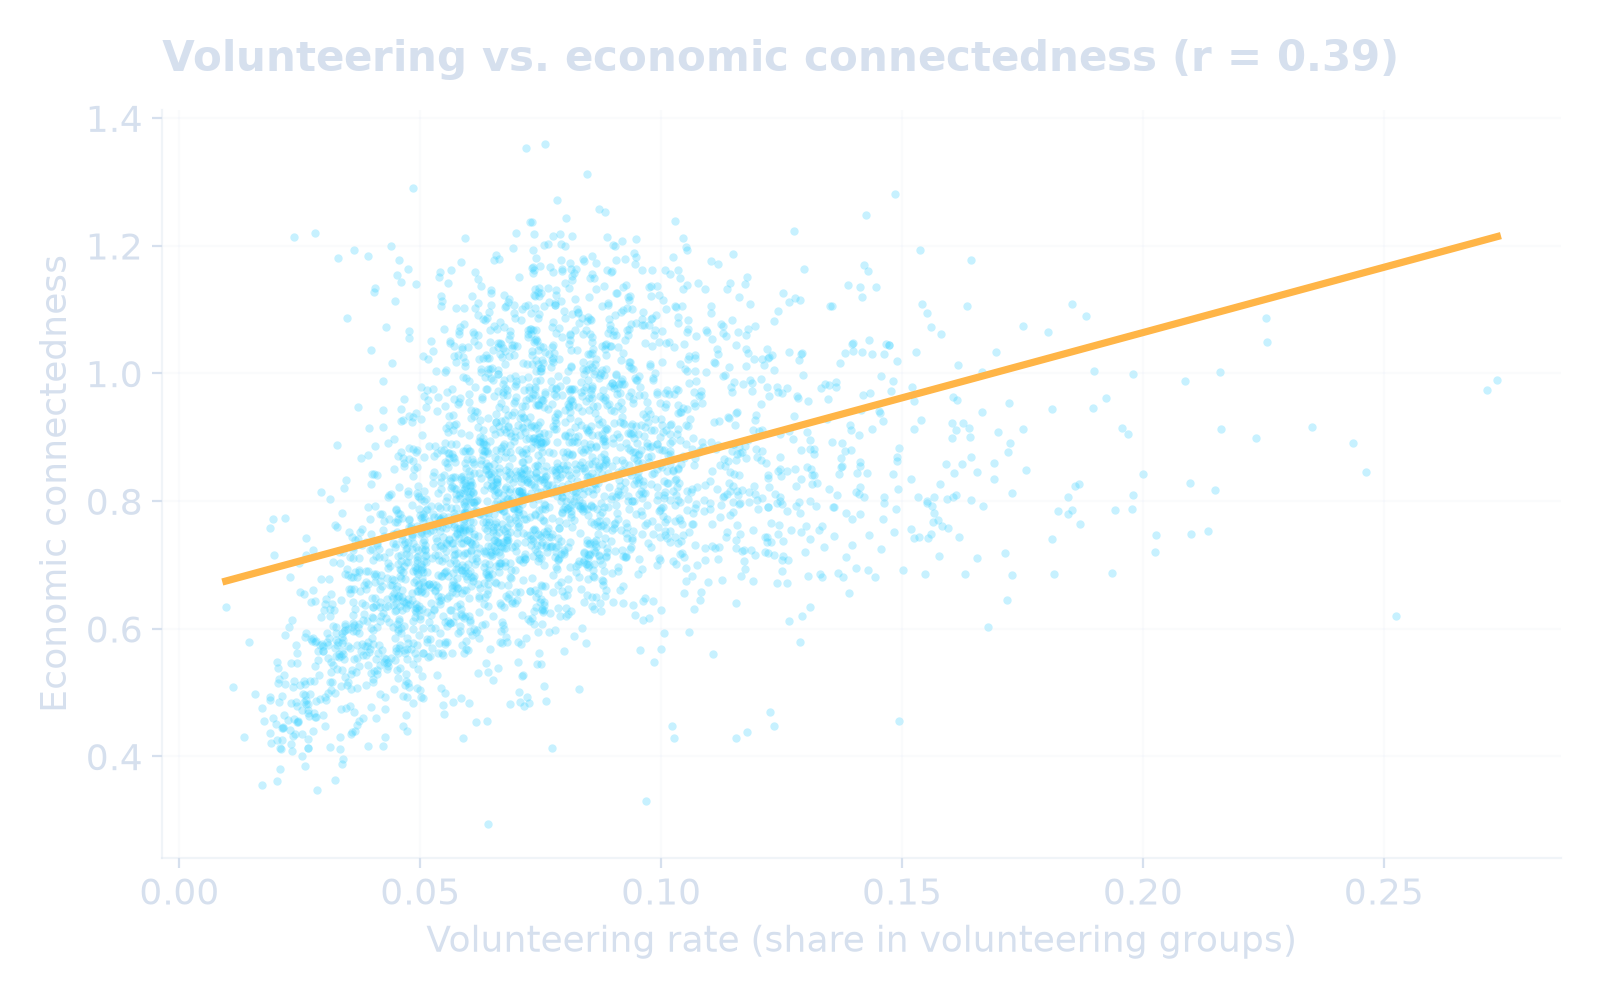 Volunteering vs. economic connectedness (r = 0.39)
1.4
1.2
1.0
0.8
0.6
0.4
Economic connectedness
0.00 0.05 0.10 0.15 0.20 0.25
Volunteering rate (share in volunteering groups)